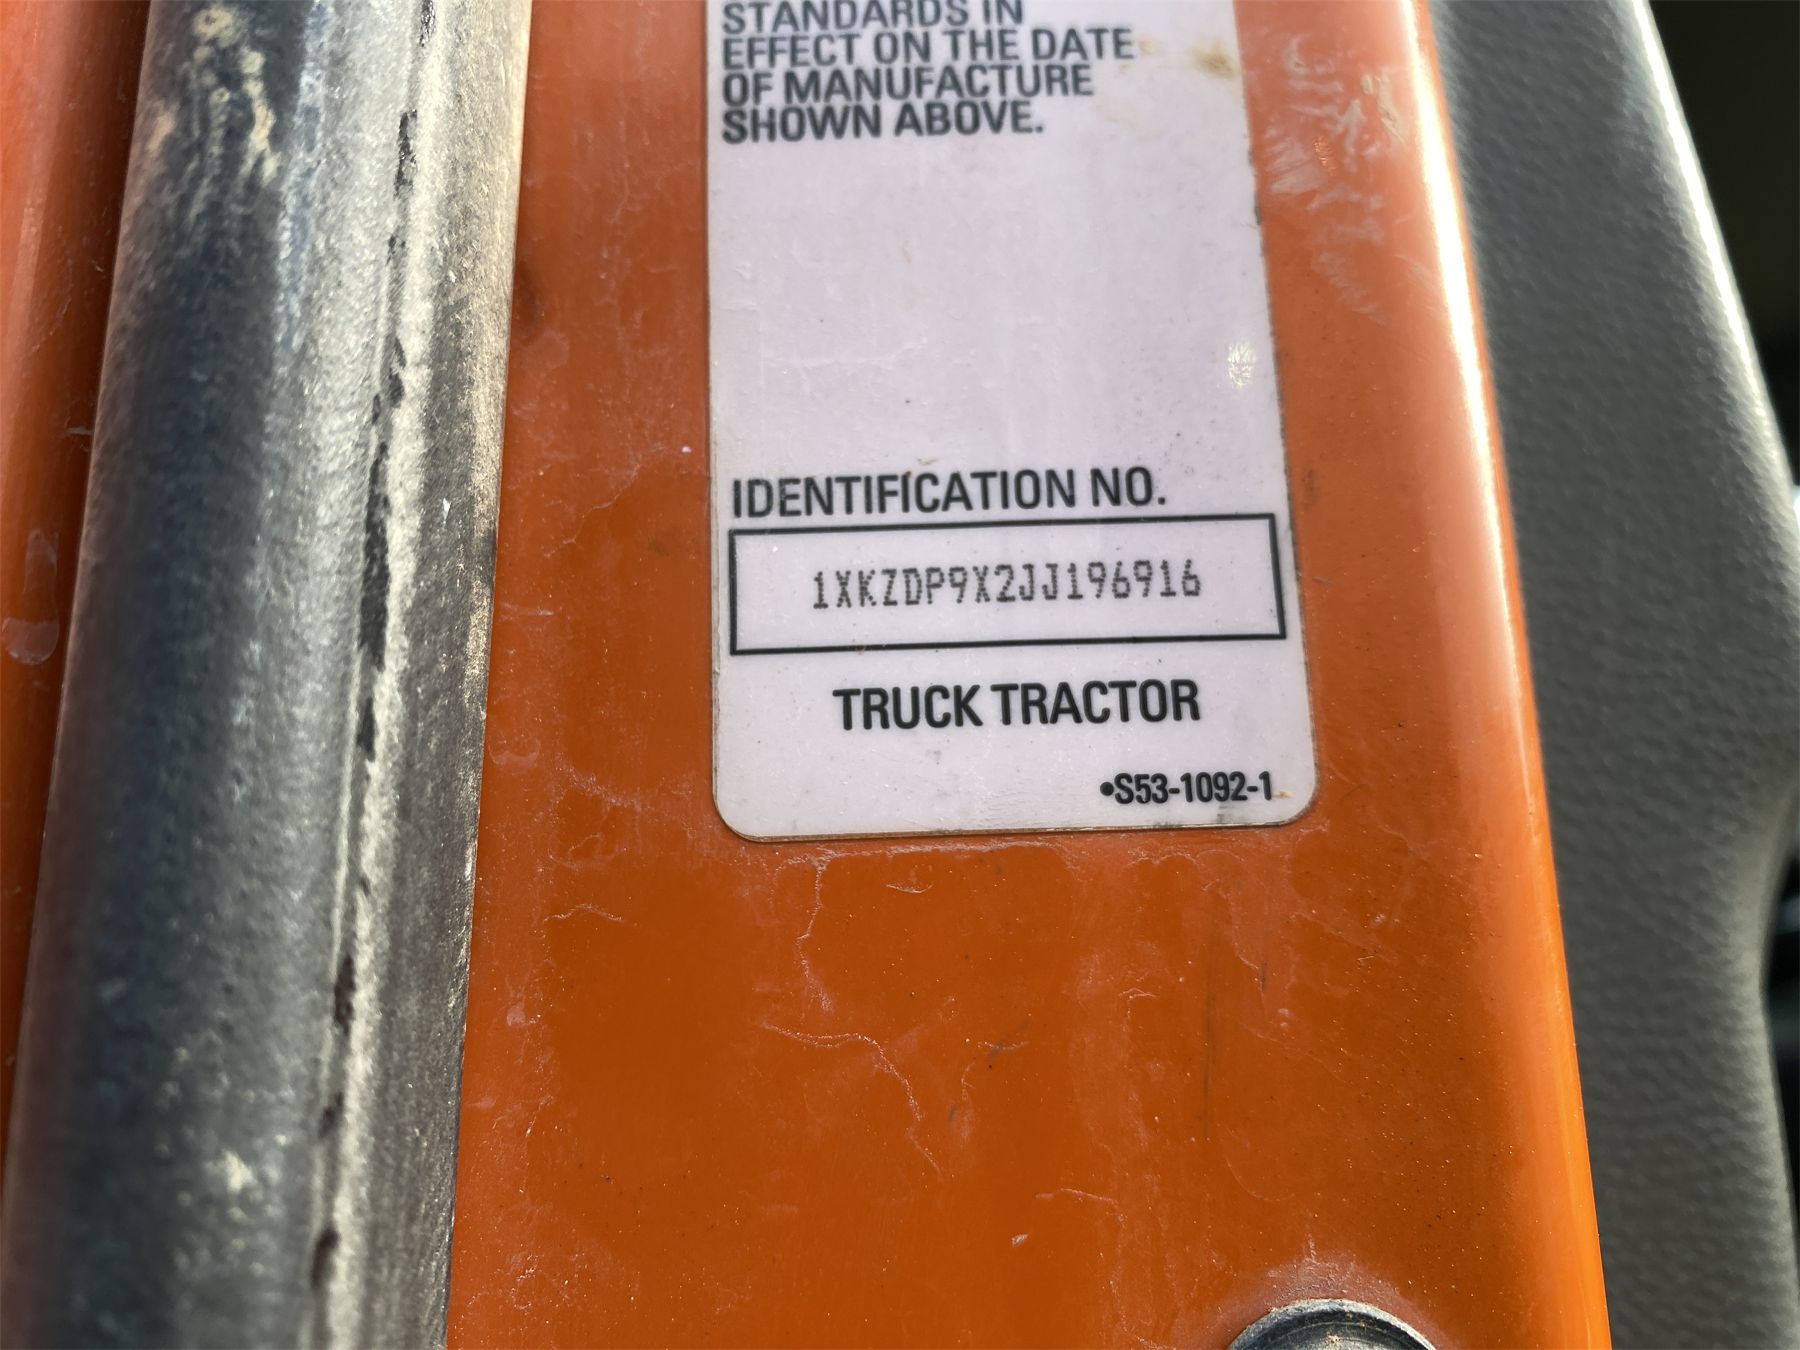 STANDARDS IN
EFFECT ON THE DATE
OF MANUFACTURE
SHOWN ABOVE.
IDENTIFICATION NO.
1XKZDP9X2JJ196916
TRUCK TRACTOR
•S53-1092-1